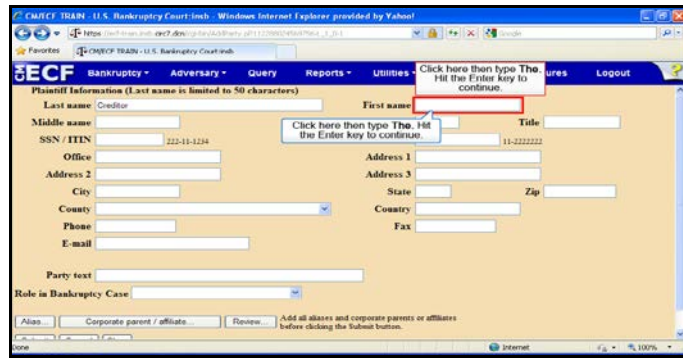 CM/ECF TRAIN - U.S. Bankruptcy Court:insb - Windows Internet Explorer provided by Yahoo!
Google
Favorites
CM/ECF TRAIN - U.S. Bankruptcy Court:insb
ECF Bankruptcy Adversary Query Reports Utilities Logout ?
Click here then type The. Hit the Enter key to continue.
Plaintiff Information (Last name is limited to 50 characters)
Last name Creditor First name
Middle name Title
Click here then type The. Hit the Enter key to continue.
SSN / ITIN 222-11-1234 11-2222222
Office Address 1
Address 2 Address 3
City State Zip
County Country
Phone Fax
E-mail
Party text
Role in Bankruptcy Case
Alias... Corporate parent / affiliate... Review... Add all aliases and corporate parents or affiliates before clicking the Submit button.
Done Internet 100%